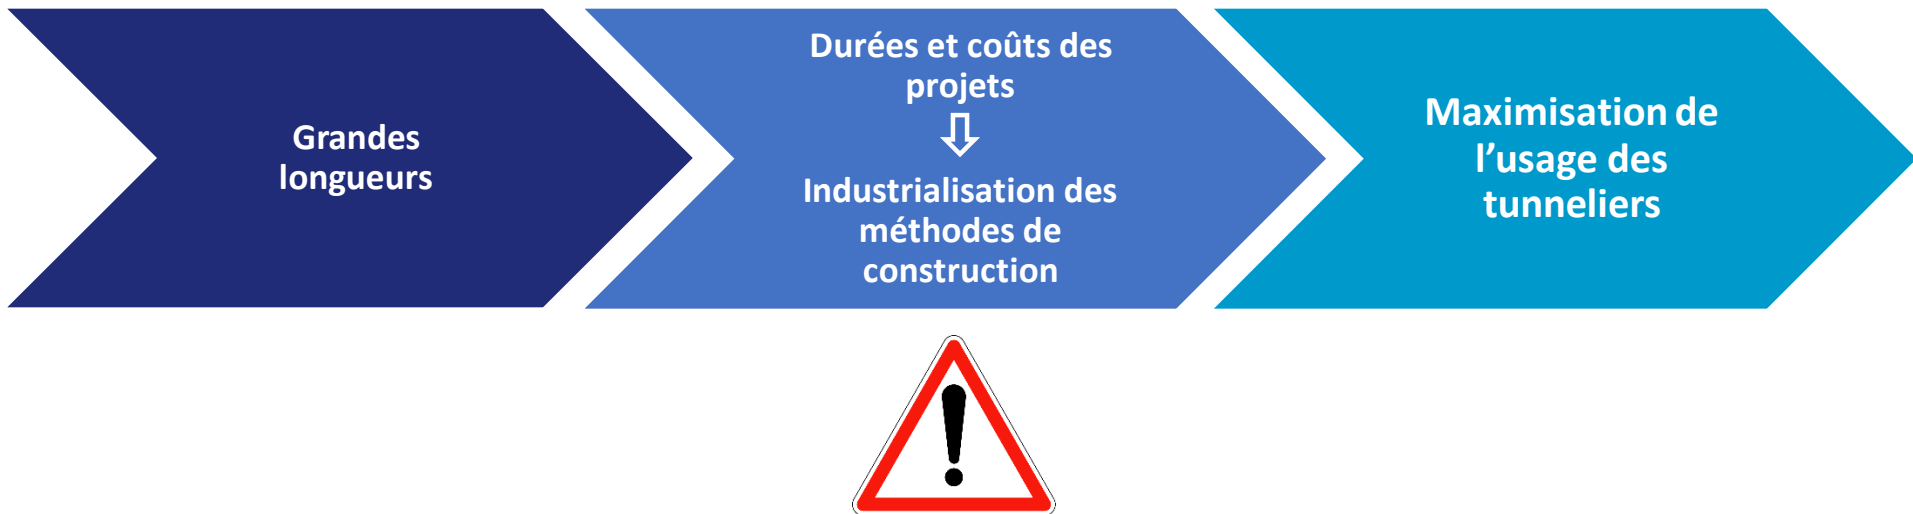 Grandes
longueurs
Durées et coûts des
projets
Industrialisation des
méthodes de
construction
Maximisation de
l’usage des
tunneliers